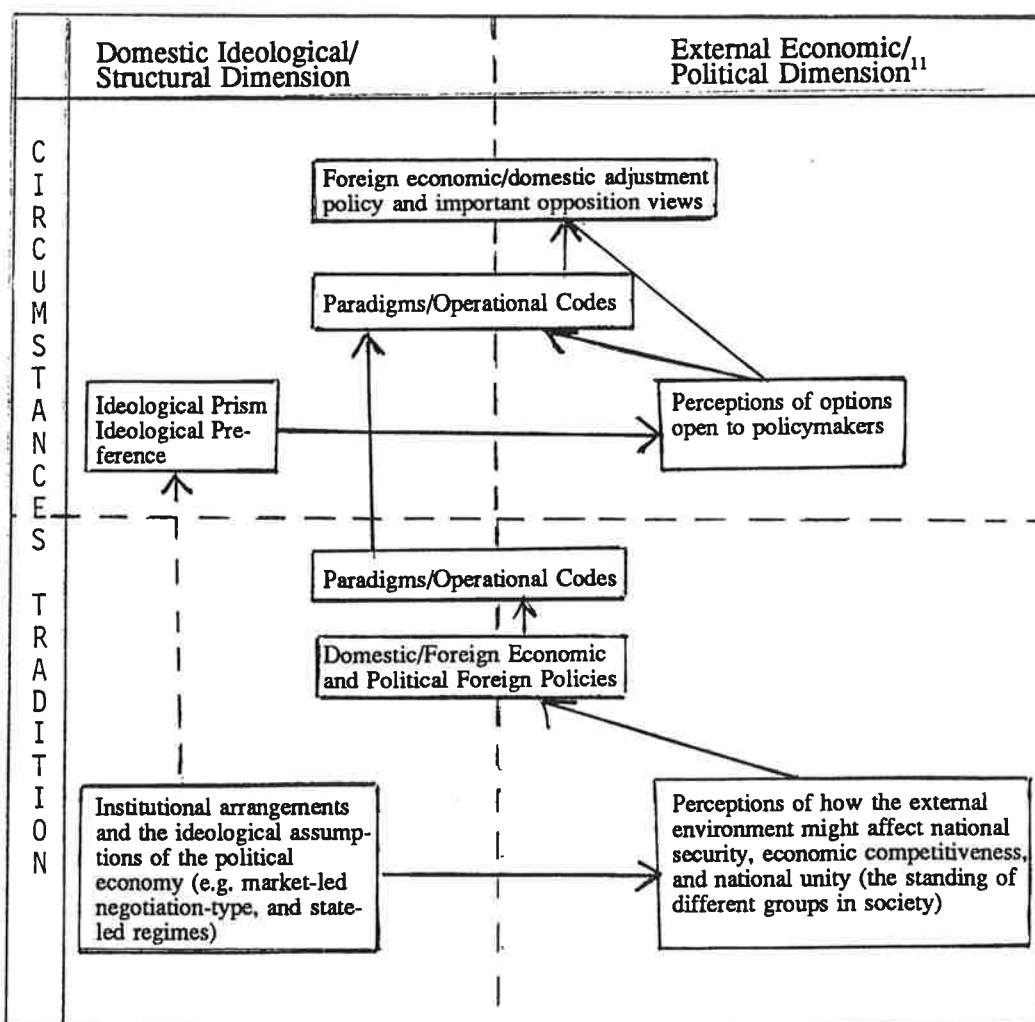 Domestic Ideological/
Structural Dimension
External Economic/
Political Dimension11
CIRCUMSTANCES
TRADITION
Foreign economic/domestic adjustment
policy and important opposition views
Paradigms/Operational Codes
Ideological Prism
Ideological Pre-
ference
Perceptions of options
open to policymakers
Paradigms/Operational Codes
Domestic/Foreign Economic
and Political Foreign Policies
Institutional arrangements
and the ideological assump-
tions of the political
economy (e.g. market-led
negotiation-type, and state-
led regimes)
Perceptions of how the external
environment might affect national
security, economic competitiveness,
and national unity (the standing of
different groups in society)